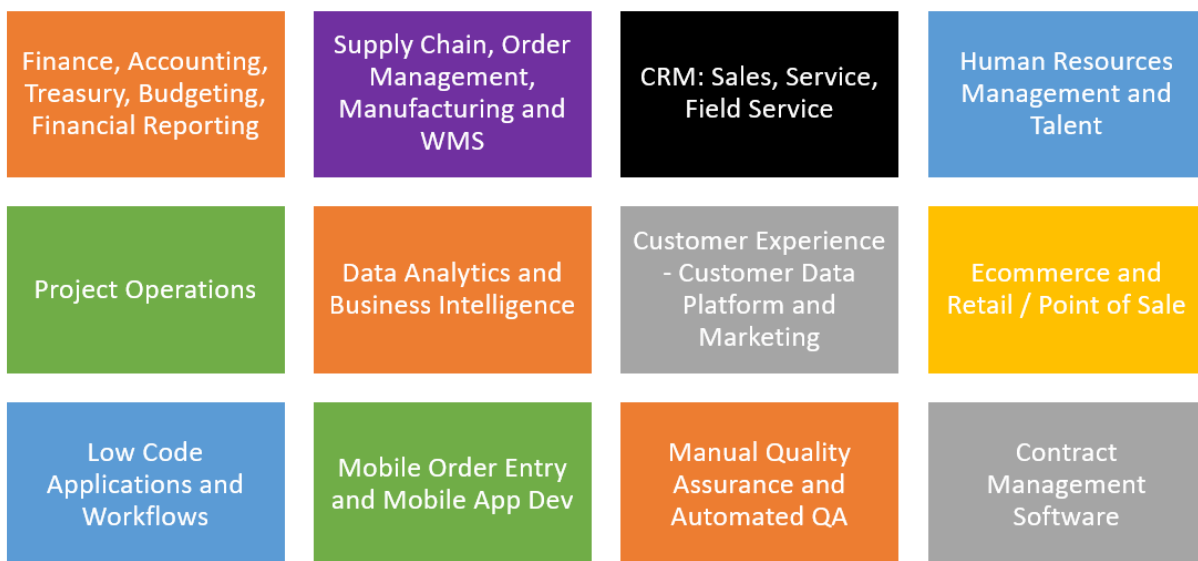 Finance, Accounting,
Treasury, Budgeting,
Financial Reporting
Supply Chain, Order
Management,
Manufacturing and
WMS
CRM: Sales, Service,
Field Service
Human Resources
Management and
Talent
Project Operations
Data Analytics and
Business Intelligence
Customer Experience
- Customer Data
Platform and
Marketing
Ecommerce and
Retail / Point of Sale
Low Code
Applications and
Workflows
Mobile Order Entry
and Mobile App Dev
Manual Quality
Assurance and
Automated QA
Contract
Management
Software